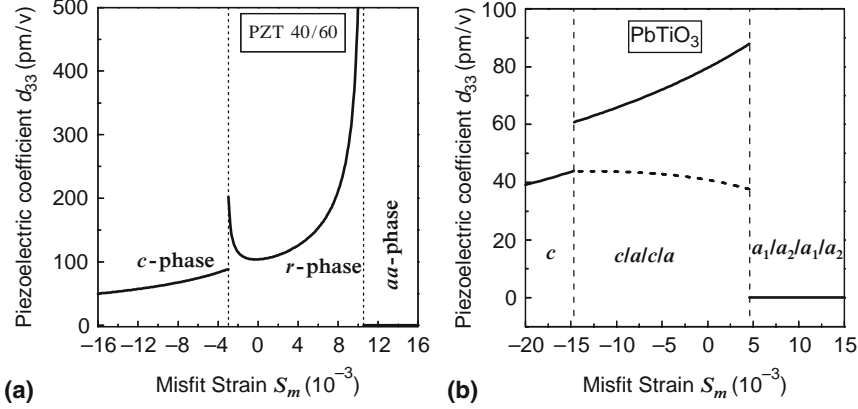 Piezoelectric coefficient d₃₃ (pm/v)
500
400
300
200
100
0
PZT 40/60
c-phase
r-phase
aa-phase
−16 −12 −8 −4 0 4 8 12 16
Misfit Strain Sₘ (10⁻³)
(a)
Piezoelectric coefficient d₃₃ (pm/v)
100
80
60
40
20
0
PbTiO₃
c
c/a/c/a
a₁/a₂/a₁/a₂
−20 −15 −10 −5 0 5 10 15
Misfit Strain Sₘ (10⁻³)
(b)